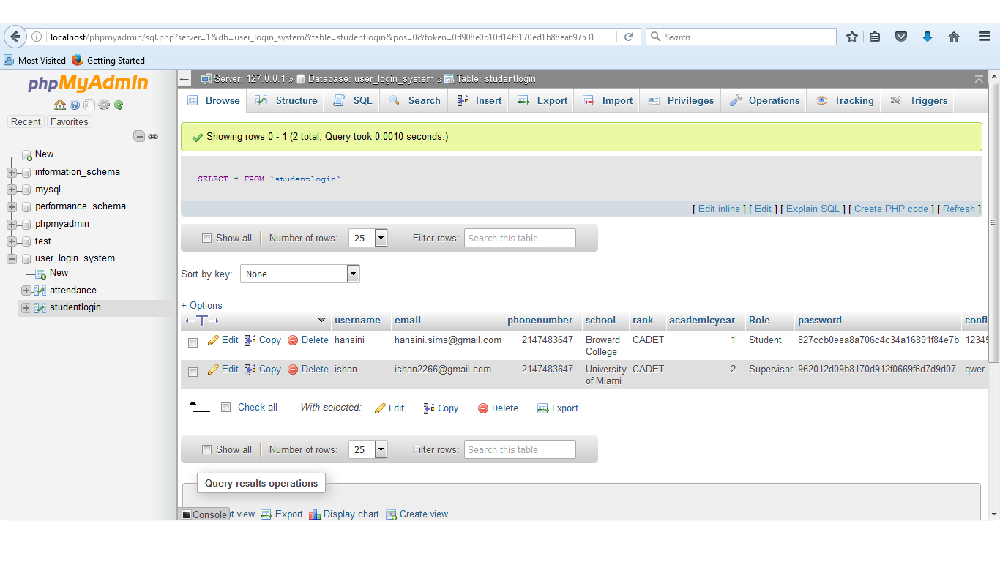 localhost/phpmyadmin/sql.php?server=1&db=user_login_system&table=studentlogin&pos=0&token=0d908e0d10d14f8170ed1b88ea697531
Search
Most Visited Getting Started
phpMyAdmin
Recent Favorites
New
information_schema
mysql
performance_schema
phpmyadmin
test
user_login_system
New
attendance
studentlogin
Server: 127.0.0.1 » Database: user_login_system » Table: studentlogin
Browse Structure SQL Search Insert Export Import Privileges Operations Tracking Triggers
Showing rows 0 - 1 (2 total, Query took 0.0010 seconds.)
SELECT * FROM `studentlogin`
[ Edit inline ] [ Edit ] [ Explain SQL ] [ Create PHP code ] [ Refresh ]
Show all Number of rows: 25 Filter rows: Search this table
Sort by key: None
+ Options
username email phonenumber school rank academicyear Role password confi
Edit Copy Delete hansini hansini.sims@gmail.com 2147483647 Broward CADET 1 Student 827ccb0eea8a706c4c34a16891f84e7b 12345
College
Edit Copy Delete ishan ishan2266@gmail.com 2147483647 University CADET 2 Supervisor 962012d09b8170d912f0669f6d7d9d07 qwer
of Miami
Check all With selected: Edit Copy Delete Export
Show all Number of rows: 25 Filter rows: Search this table
Query results operations
Console t view Export Display chart Create view